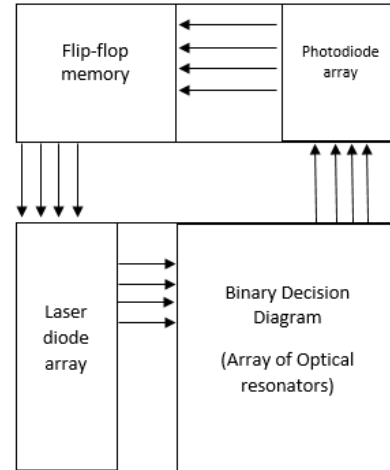 Flip-flop
memory
Photodiode
array
Laser
diode
array
Binary Decision
Diagram
(Array of Optical
resonators)